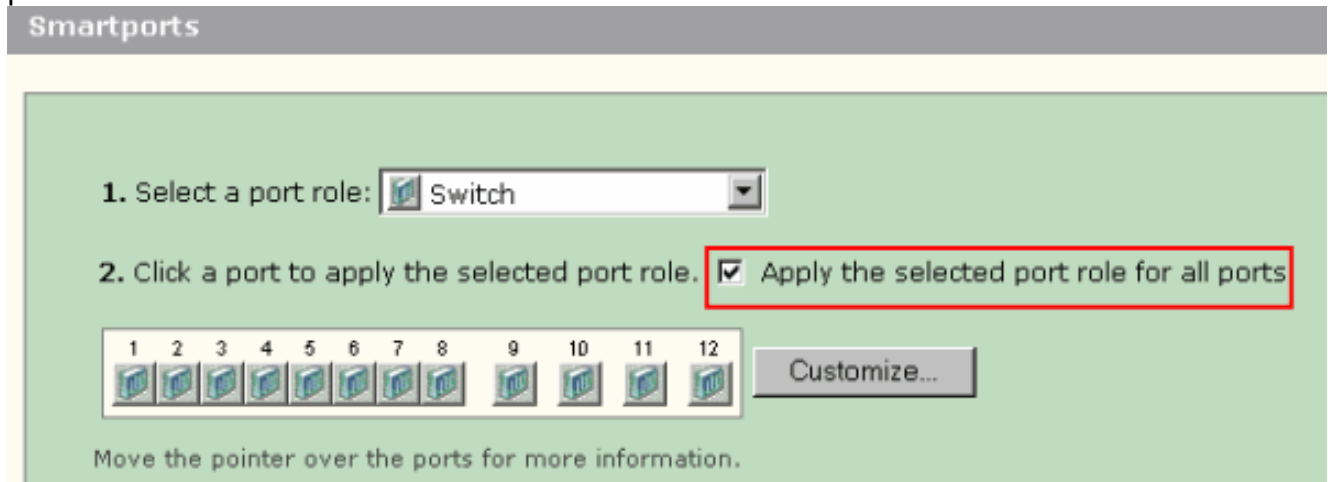 Smartports
1. Select a port role: Switch
2. Click a port to apply the selected port role. Apply the selected port role for all ports
1 2 3 4 5 6 7 8 9 10 11 12
Customize...
Move the pointer over the ports for more information.